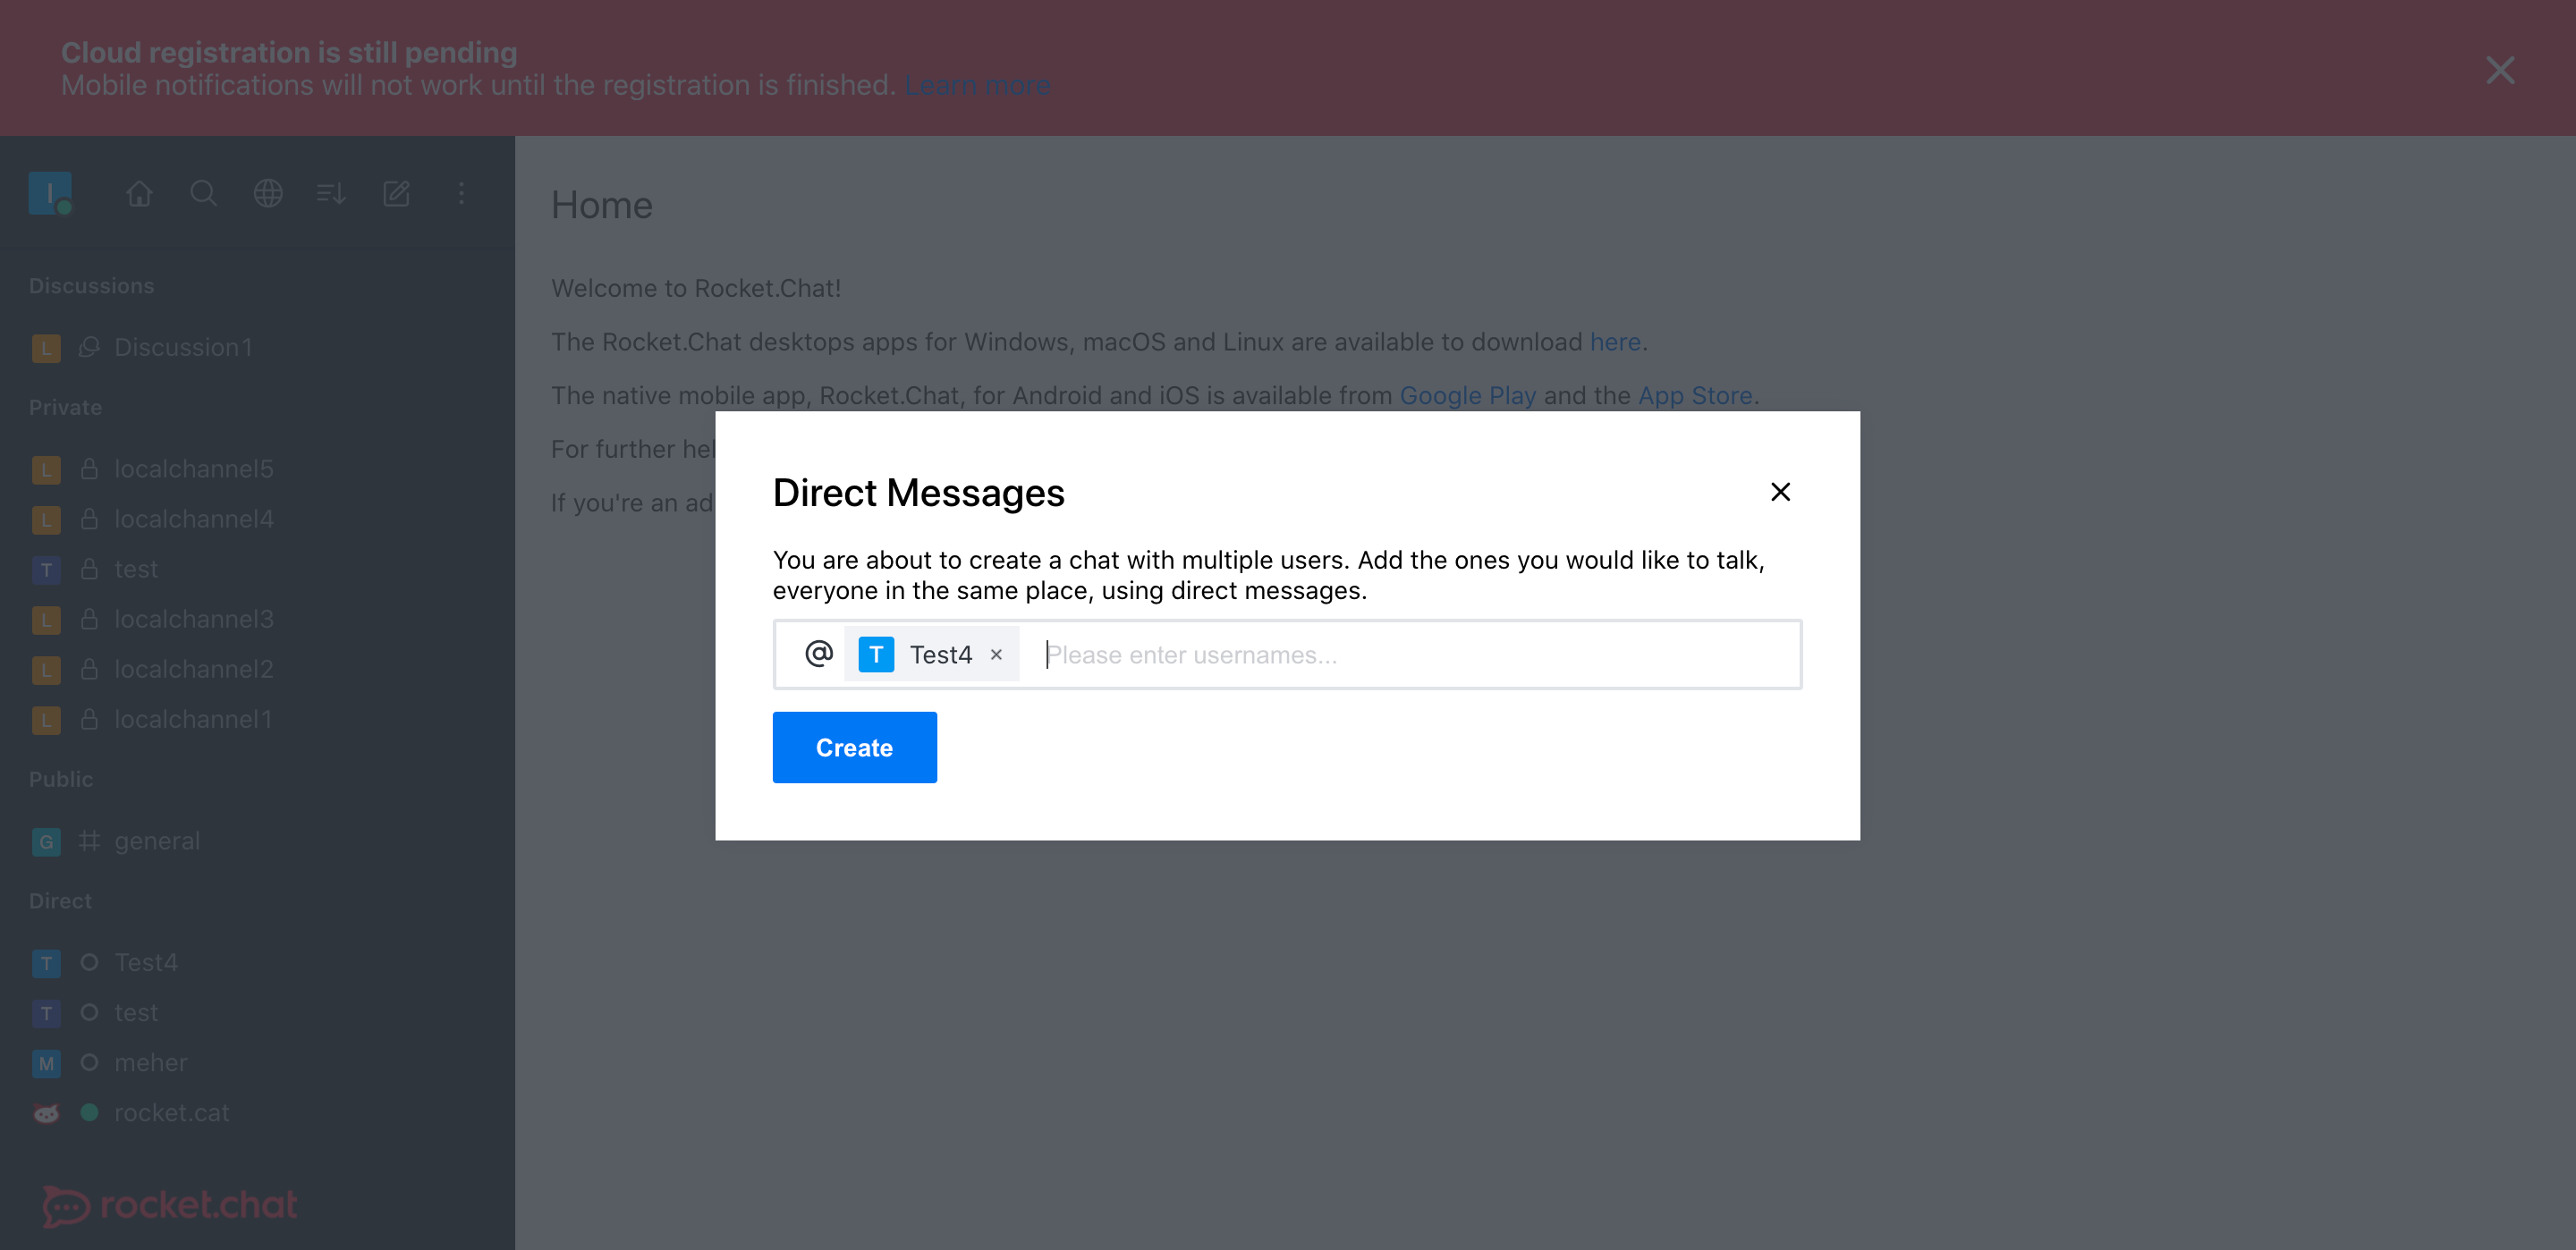 Cloud registration is still pending
Mobile notifications will not work until the registration is finished. Learn more
I
Discussions
L Discussion1
Private
L localchannel5
L localchannel4
T test
L localchannel3
L localchannel2
L localchannel1
Public
G # general
Direct
T Test4
T test
M meher
rocket.cat
rocket.chat
Home
Welcome to Rocket.Chat!
The Rocket.Chat desktops apps for Windows, macOS and Linux are available to download here.
The native mobile app, Rocket.Chat, for Android and iOS is available from Google Play and the App Store.
For further
If you're an
Direct Messages
You are about to create a chat with multiple users. Add the ones you would like to talk,
everyone in the same place, using direct messages.
@ T Test4 × Please enter usernames...
Create